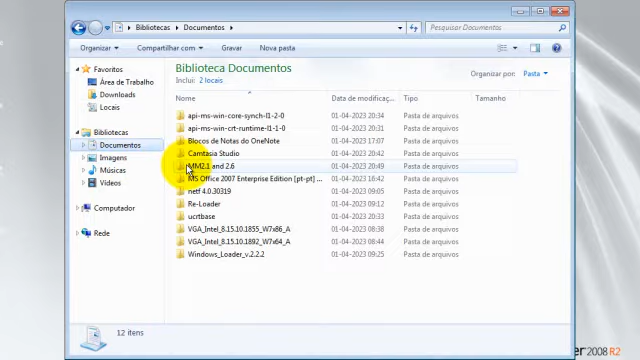 Bibliotecas ▸ Documentos ▸
Pesquisar Documentos
Organizar
Compartilhar com
Gravar
Nova pasta
Favoritos
Área de Trabalho
Downloads
Locais
Bibliotecas
Documentos
Imagens
Músicas
Vídeos
Computador
Rede
Biblioteca Documentos
Inclui: 2 locais
Organizar por: Pasta
Nome Data de modificaç... Tipo Tamanho
api-ms-win-core-synch-l1-2-0 01-04-2023 20:34 Pasta de arquivos
api-ms-win-crt-runtime-l1-1-0 01-04-2023 20:34 Pasta de arquivos
Blocos de Notas do OneNote 01-04-2023 20:42 Pasta de arquivos
Camtasia Studio 01-04-2023 20:40 Pasta de arquivos
MM2.1 and 2.6 01-04-2023 20:49 Pasta de arquivos
MS Office 2007 Enterprise Edition [pt-pt] ... 01-04-2023 16:42 Pasta de arquivos
netf 4.0.30319 01-04-2023 09:05 Pasta de arquivos
Re-Loader 01-04-2023 09:12 Pasta de arquivos
ucrtbase 01-04-2023 20:33 Pasta de arquivos
VGA_Intel_8.15.10.1855_W7x86_A 01-04-2023 08:41 Pasta de arquivos
VGA_Intel_8.15.10.1892_W7x64_A 01-04-2023 08:44 Pasta de arquivos
Windows_Loader_v.2.2.2 01-04-2023 09:25 Pasta de arquivos
12 itens
er 2008 R2